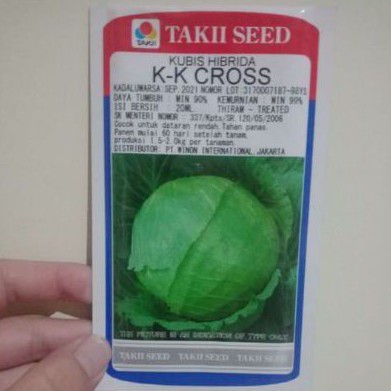 TAKII SEED
TAKII
KUBIS HIBRIDA
K-K CROSS
KADALUWARSA:SEP.2021 NOMOR LOT:3170007187-88Y1
DAYA TUMBUH : MIN 90% KEMURNIAN : MIN 99%
ISI BERSIH : 20ML THIRAM - TREATED
SK MENTERI NOMOR : 337/Kpts/SR.120/05/2006
Cocok untuk dataran rendah.Tahan panas.
Panen mulai 60 hari setelah tanam,
produksi 1.5-2.0kg per tanaman.
DISTRIBUTOR: PT.WINON INTERNATIONAL,JAKARTA
THE PICTURE IS AN INDICATION OF TYPE ONLY
TAKII SEED TAKII SEED TAKII SEED